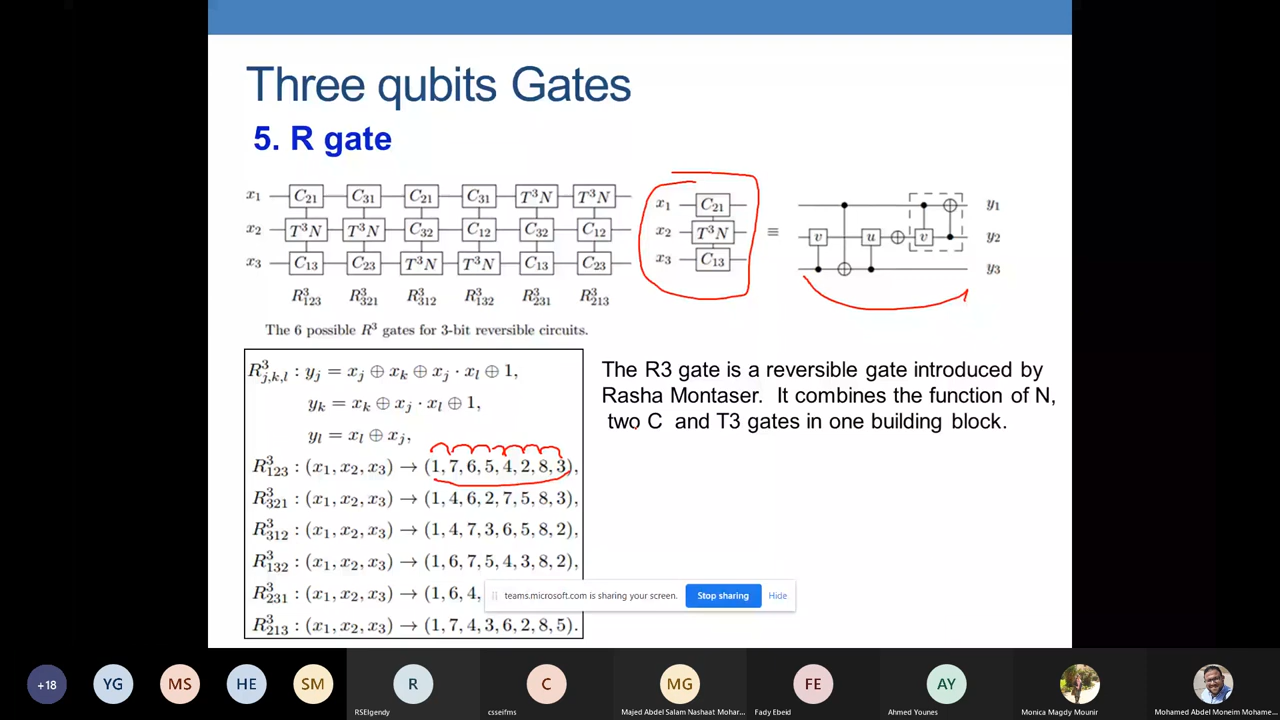 Three qubits Gates
5. R gate
x₁ C₂₁ C₃₁ C₂₁ C₃₁ T³N T³N
x₂ T³N T³N C₃₂ C₁₂ C₃₂ C₁₂
x₃ C₁₃ C₂₃ T³N T³N C₁₃ C₂₃
R³₁₂₃ R³₃₂₁ R³₃₁₂ R³₁₃₂ R³₂₃₁ R³₂₁₃
x₁ C₂₁
x₂ T³N ≡
x₃ C₁₃
y₁
v u v y₂
y₃
The 6 possible R³ gates for 3-bit reversible circuits.
R³ⱼ,ₖ,ₗ : yⱼ = xⱼ ⊕ xₖ ⊕ xⱼ · xₗ ⊕ 1,
yₖ = xₖ ⊕ xⱼ · xₗ ⊕ 1,
yₗ = xₗ ⊕ xⱼ,
R³₁₂₃ : (x₁, x₂, x₃) → (1, 7, 6, 5, 4, 2, 8, 3),
R³₃₂₁ : (x₁, x₂, x₃) → (1, 4, 6, 2, 7, 5, 8, 3),
R³₃₁₂ : (x₁, x₂, x₃) → (1, 4, 7, 3, 6, 5, 8, 2),
R³₁₃₂ : (x₁, x₂, x₃) → (1, 6, 7, 5, 4, 3, 8, 2),
R³₂₃₁ : (x₁, x₂, x₃) → (1, 6, 4,
R³₂₁₃ : (x₁, x₂, x₃) → (1, 7, 4, 3, 6, 2, 8, 5).
The R3 gate is a reversible gate introduced by
Rasha Montaser. It combines the function of N,
two C and T3 gates in one building block.
teams.microsoft.com is sharing your screen. Stop sharing Hide
+18 YG MS HE SM R C MG FE AY
RSElgendy csseifms Majed Abdel Salam Nashaat Mohar... Fady Ebeid Ahmed Younes Monica Magdy Mounir Mohamed Abdel Moneim Mohame...